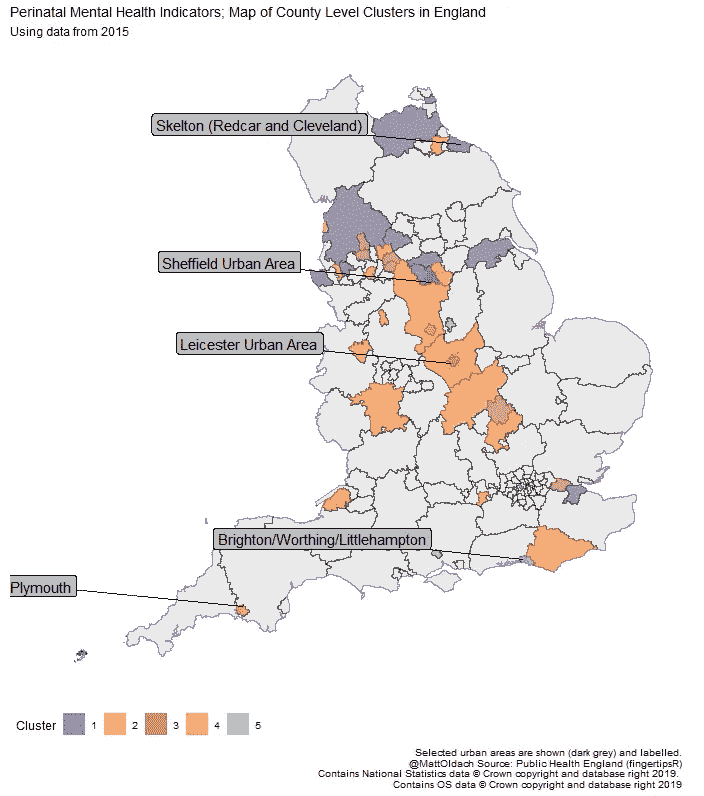 Perinatal Mental Health Indicators; Map of County Level Clusters in England
Using data from 2015
Skelton (Redcar and Cleveland)
Sheffield Urban Area
Leicester Urban Area
Brighton/Worthing/Littlehampton
Plymouth
Cluster 1 2 3 4 5
Selected urban areas are shown (dark grey) and labelled.
@MattOldach Source: Public Health England (fingertipsR)
Contains National Statistics data © Crown copyright and database right 2019.
Contains OS data © Crown copyright and database right 2019